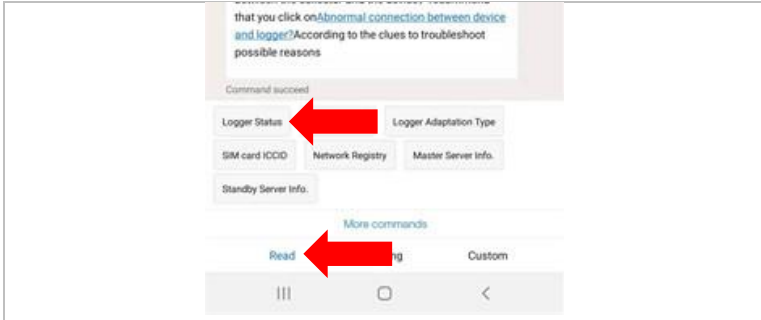 that you click onAbnormal connection between device
and logger?According to the clues to troubleshoot
possible reasons
Command succeed
Logger Status Logger Adaptation Type
SIM card ICCID Network Registry Master Server Info.
Standby Server Info.
More commands
Read ng Custom